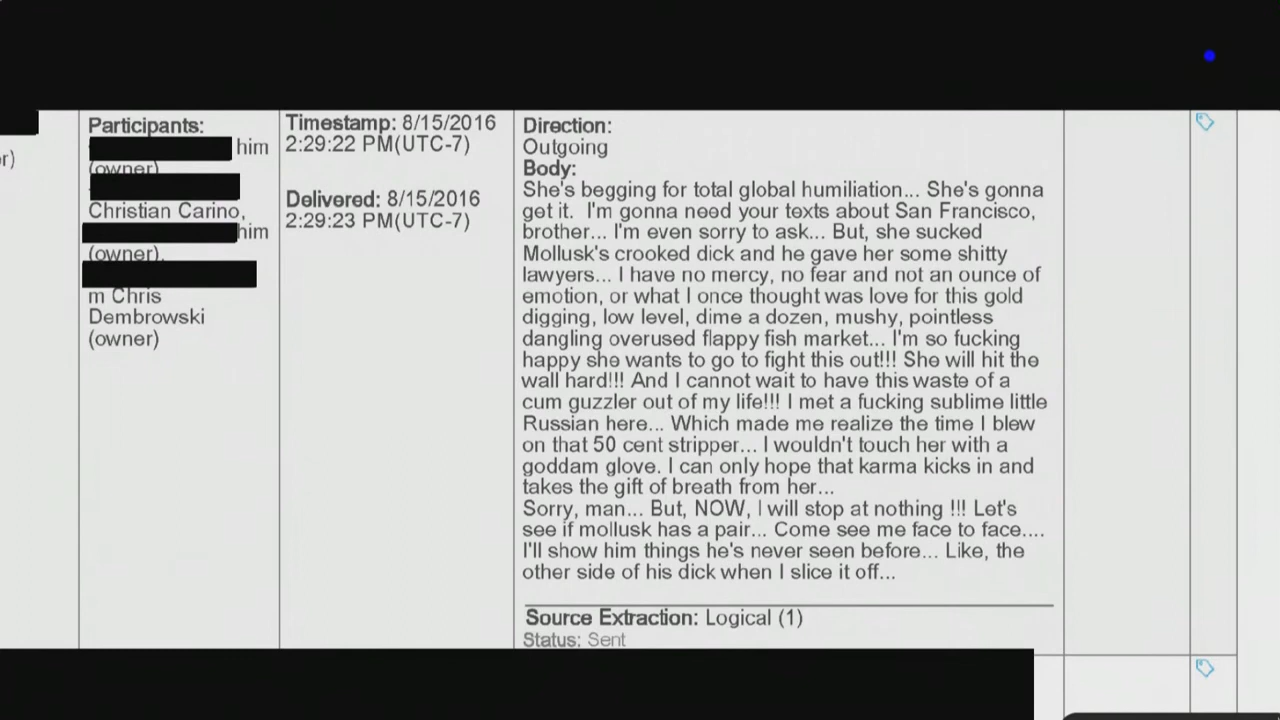 r)
Participants:
him
(owner)
Christian Carino,
him
(owner),
m Chris
Dembrowski
(owner)
Timestamp: 8/15/2016
2:29:22 PM(UTC-7)
Delivered: 8/15/2016
2:29:23 PM(UTC-7)
Direction:
Outgoing
Body:
She's begging for total global humiliation... She's gonna
get it. I'm gonna need your texts about San Francisco,
brother... I'm even sorry to ask... But, she sucked
Mollusk's crooked dick and he gave her some shitty
lawyers... I have no mercy, no fear and not an ounce of
emotion, or what I once thought was love for this gold
digging, low level, dime a dozen, mushy, pointless
dangling overused flappy fish market... I'm so fucking
happy she wants to go to fight this out!!! She will hit the
wall hard!!! And I cannot wait to have this waste of a
cum guzzler out of my life!!! I met a fucking sublime little
Russian here... Which made me realize the time I blew
on that 50 cent stripper... I wouldn't touch her with a
goddam glove. I can only hope that karma kicks in and
takes the gift of breath from her...
Sorry, man... But, NOW, I will stop at nothing !!! Let's
see if mollusk has a pair... Come see me face to face....
I'll show him things he's never seen before... Like, the
other side of his dick when I slice it off...
Source Extraction: Logical (1)
Status: Sent